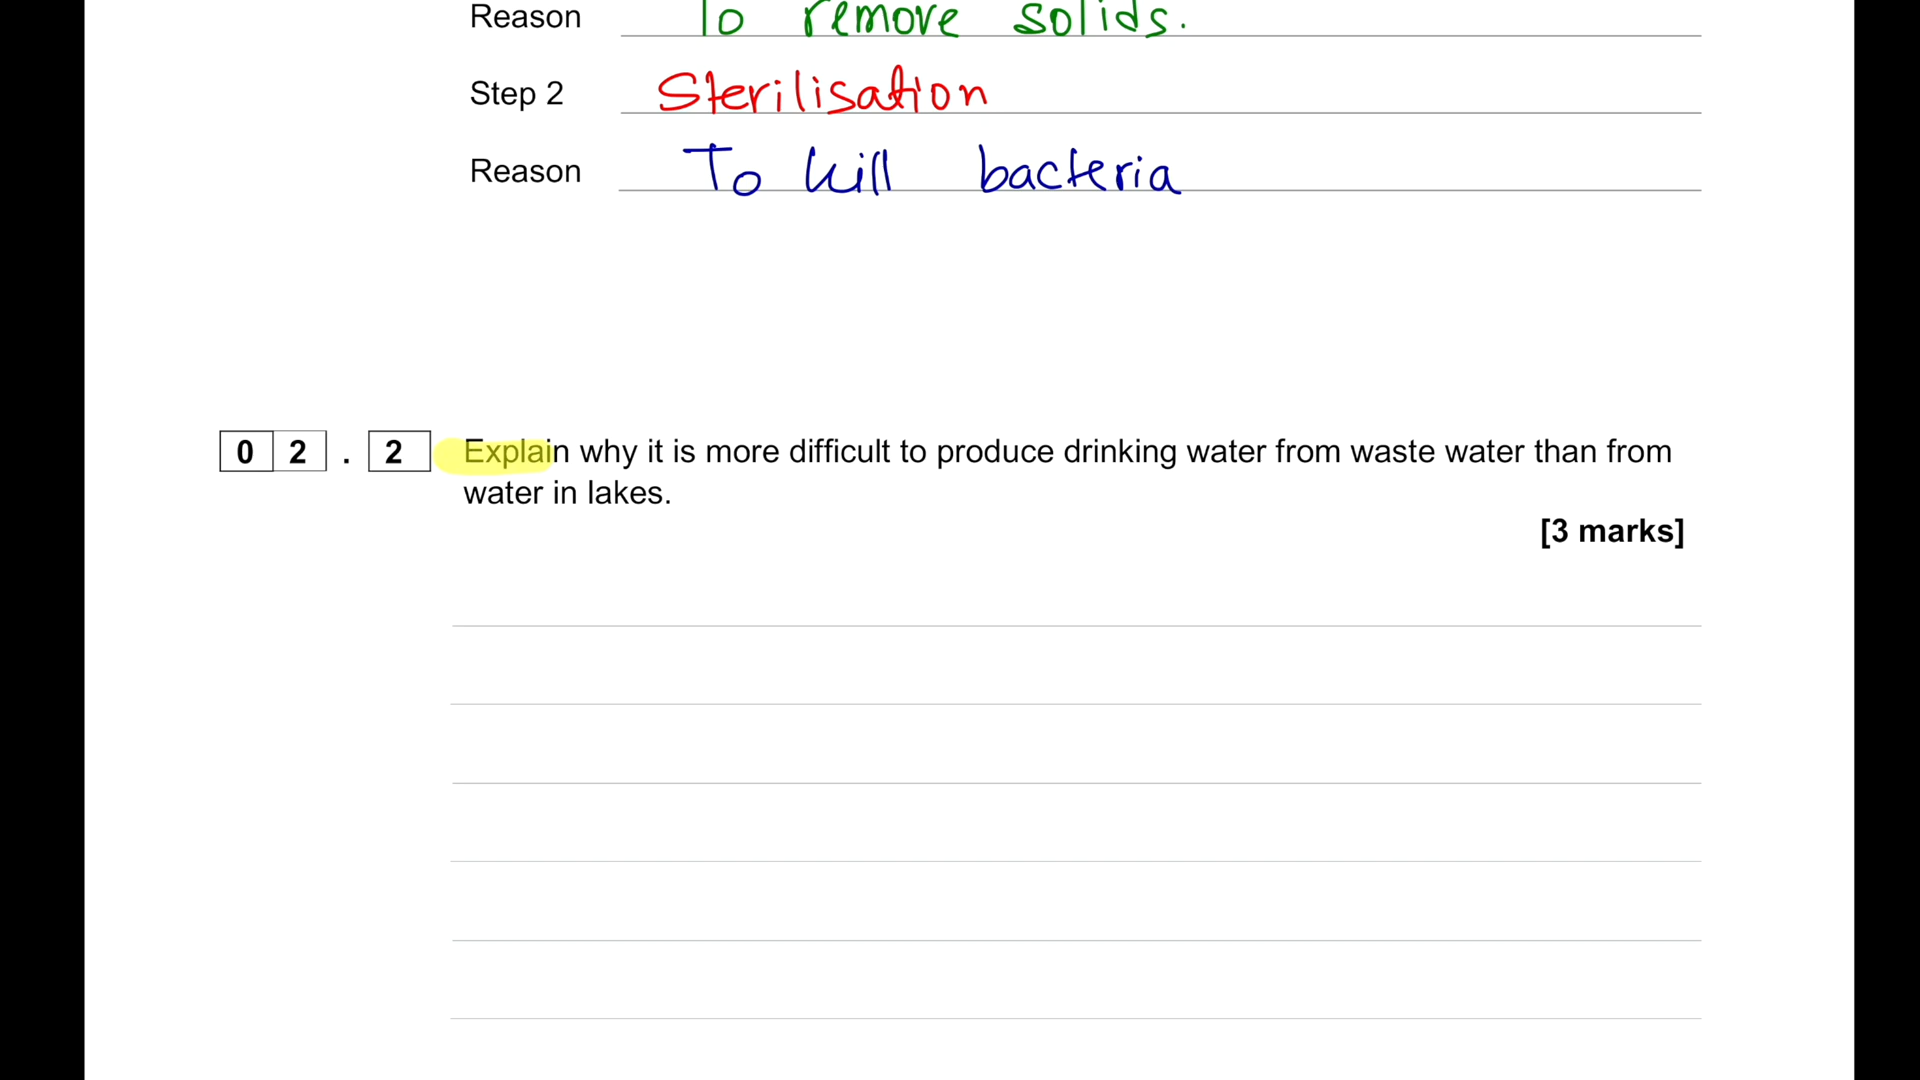 Reason To remove solids.
Step 2 Sterilisation
Reason To kill bacteria
0 2 . 2 Explain why it is more difficult to produce drinking water from waste water than from
water in lakes.
[3 marks]